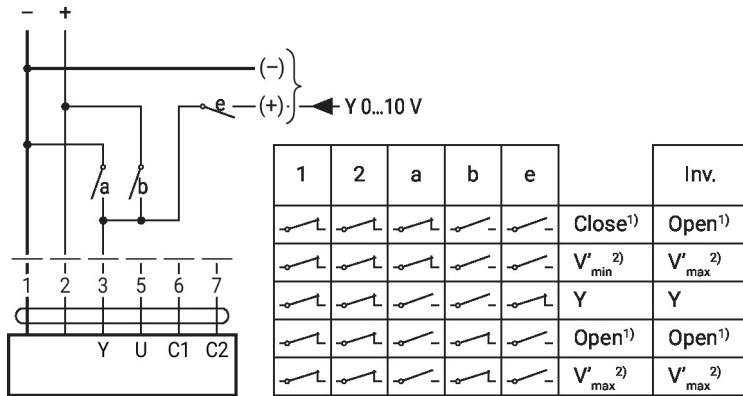 − +
(−)
e (+) Y 0...10 V
a b
1 2 a b e Inv.
Close¹⁾ Open¹⁾
V'min²⁾ V'max²⁾
Y Y
Open¹⁾ Open¹⁾
V'max²⁾ V'max²⁾
1 2 3 5 6 7
Y U C1 C2